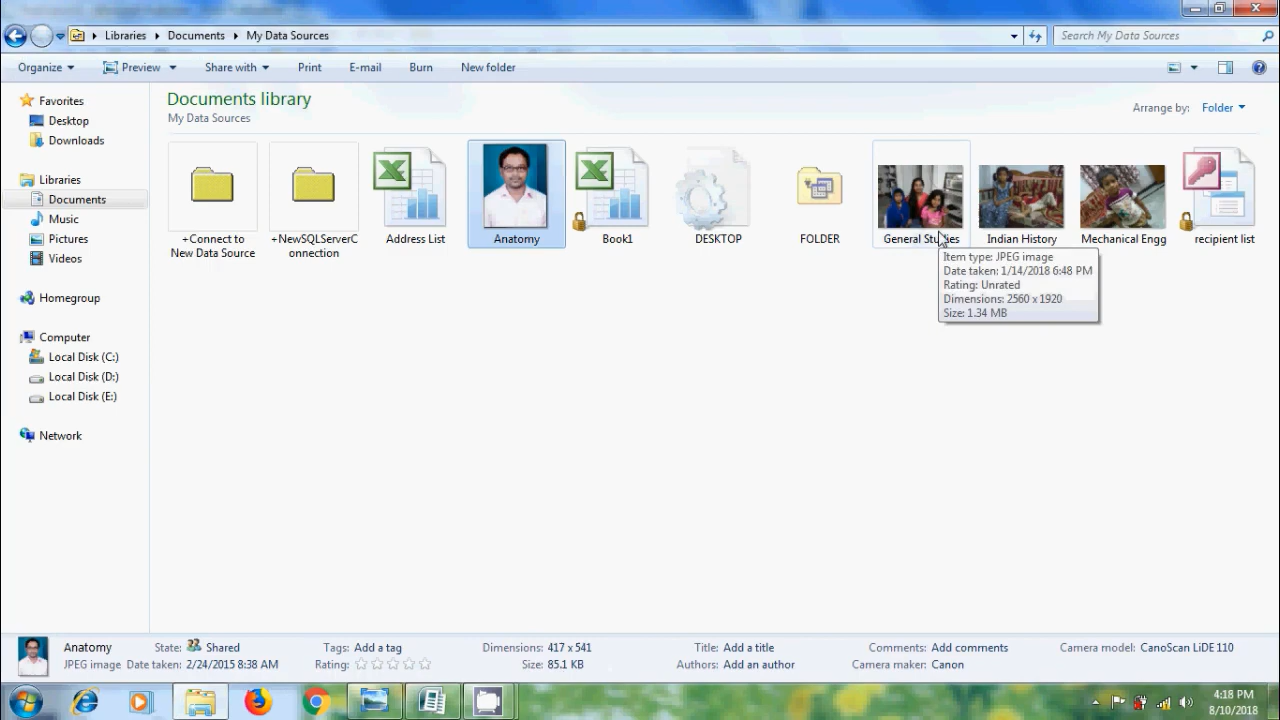 Libraries Documents My Data Sources
Search My Data Sources
Organize Preview Share with Print E-mail Burn New folder
Favorites
Desktop
Downloads
Libraries
Documents
Music
Pictures
Videos
Homegroup
Computer
Local Disk (C:)
Local Disk (D:)
Local Disk (E:)
Network
Documents library
My Data Sources
Arrange by: Folder
+Connect to
New Data Source
+NewSQLServerC
onnection
Address List
Anatomy
Book1
DESKTOP
FOLDER
General Studies
Indian History
Mechanical Engg
recipient list
Item type: JPEG image
Date taken: 1/14/2018 6:48 PM
Rating: Unrated
Dimensions: 2560 x 1920
Size: 1.34 MB
Anatomy State: Shared Tags: Add a tag Dimensions: 417 x 541 Title: Add a title Comments: Add comments Camera model: CanoScan LiDE 110
JPEG image Date taken: 2/24/2015 8:38 AM Rating: Size: 85.1 KB Authors: Add an author Camera maker: Canon
4:18 PM
8/10/2018